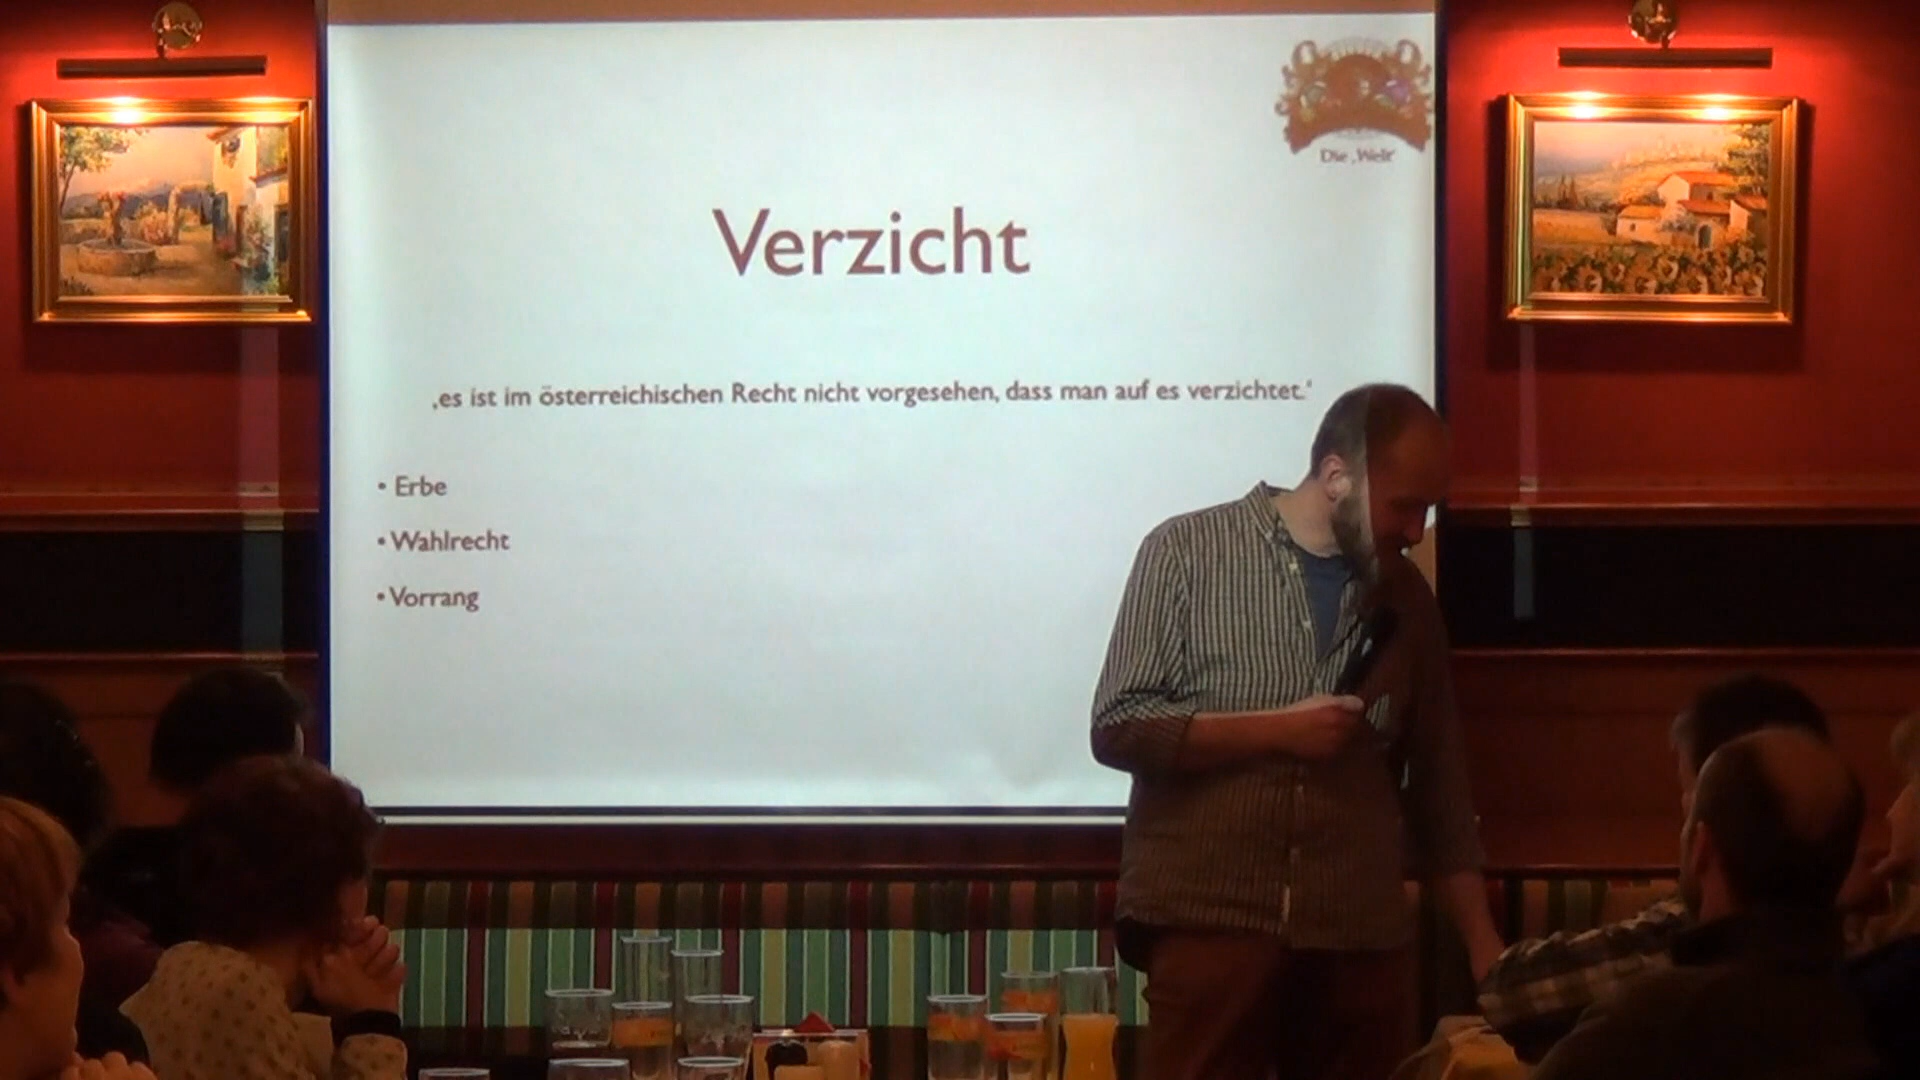 Die ‚Welt'
Verzicht
‚es ist im österreichischen Recht nicht vorgesehen, dass man auf es verzichtet.'
• Erbe
• Wahlrecht
• Vorrang